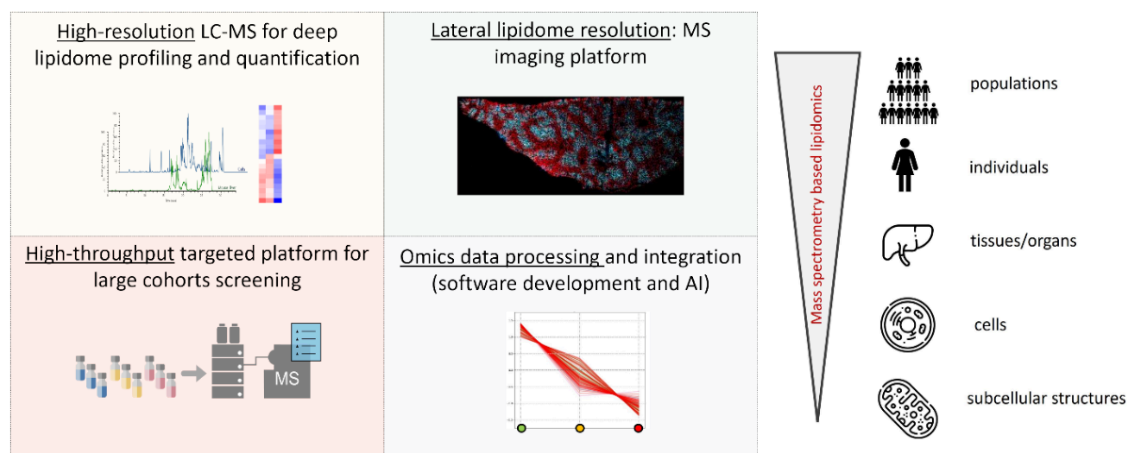 High-resolution LC-MS for deep
lipidome profiling and quantification
Lateral lipidome resolution: MS
imaging platform
High-throughput targeted platform for
large cohorts screening
MS
Omics data processing and integration
(software development and AI)
Mass spectrometry based lipidomics
populations
individuals
tissues/organs
cells
subcellular structures